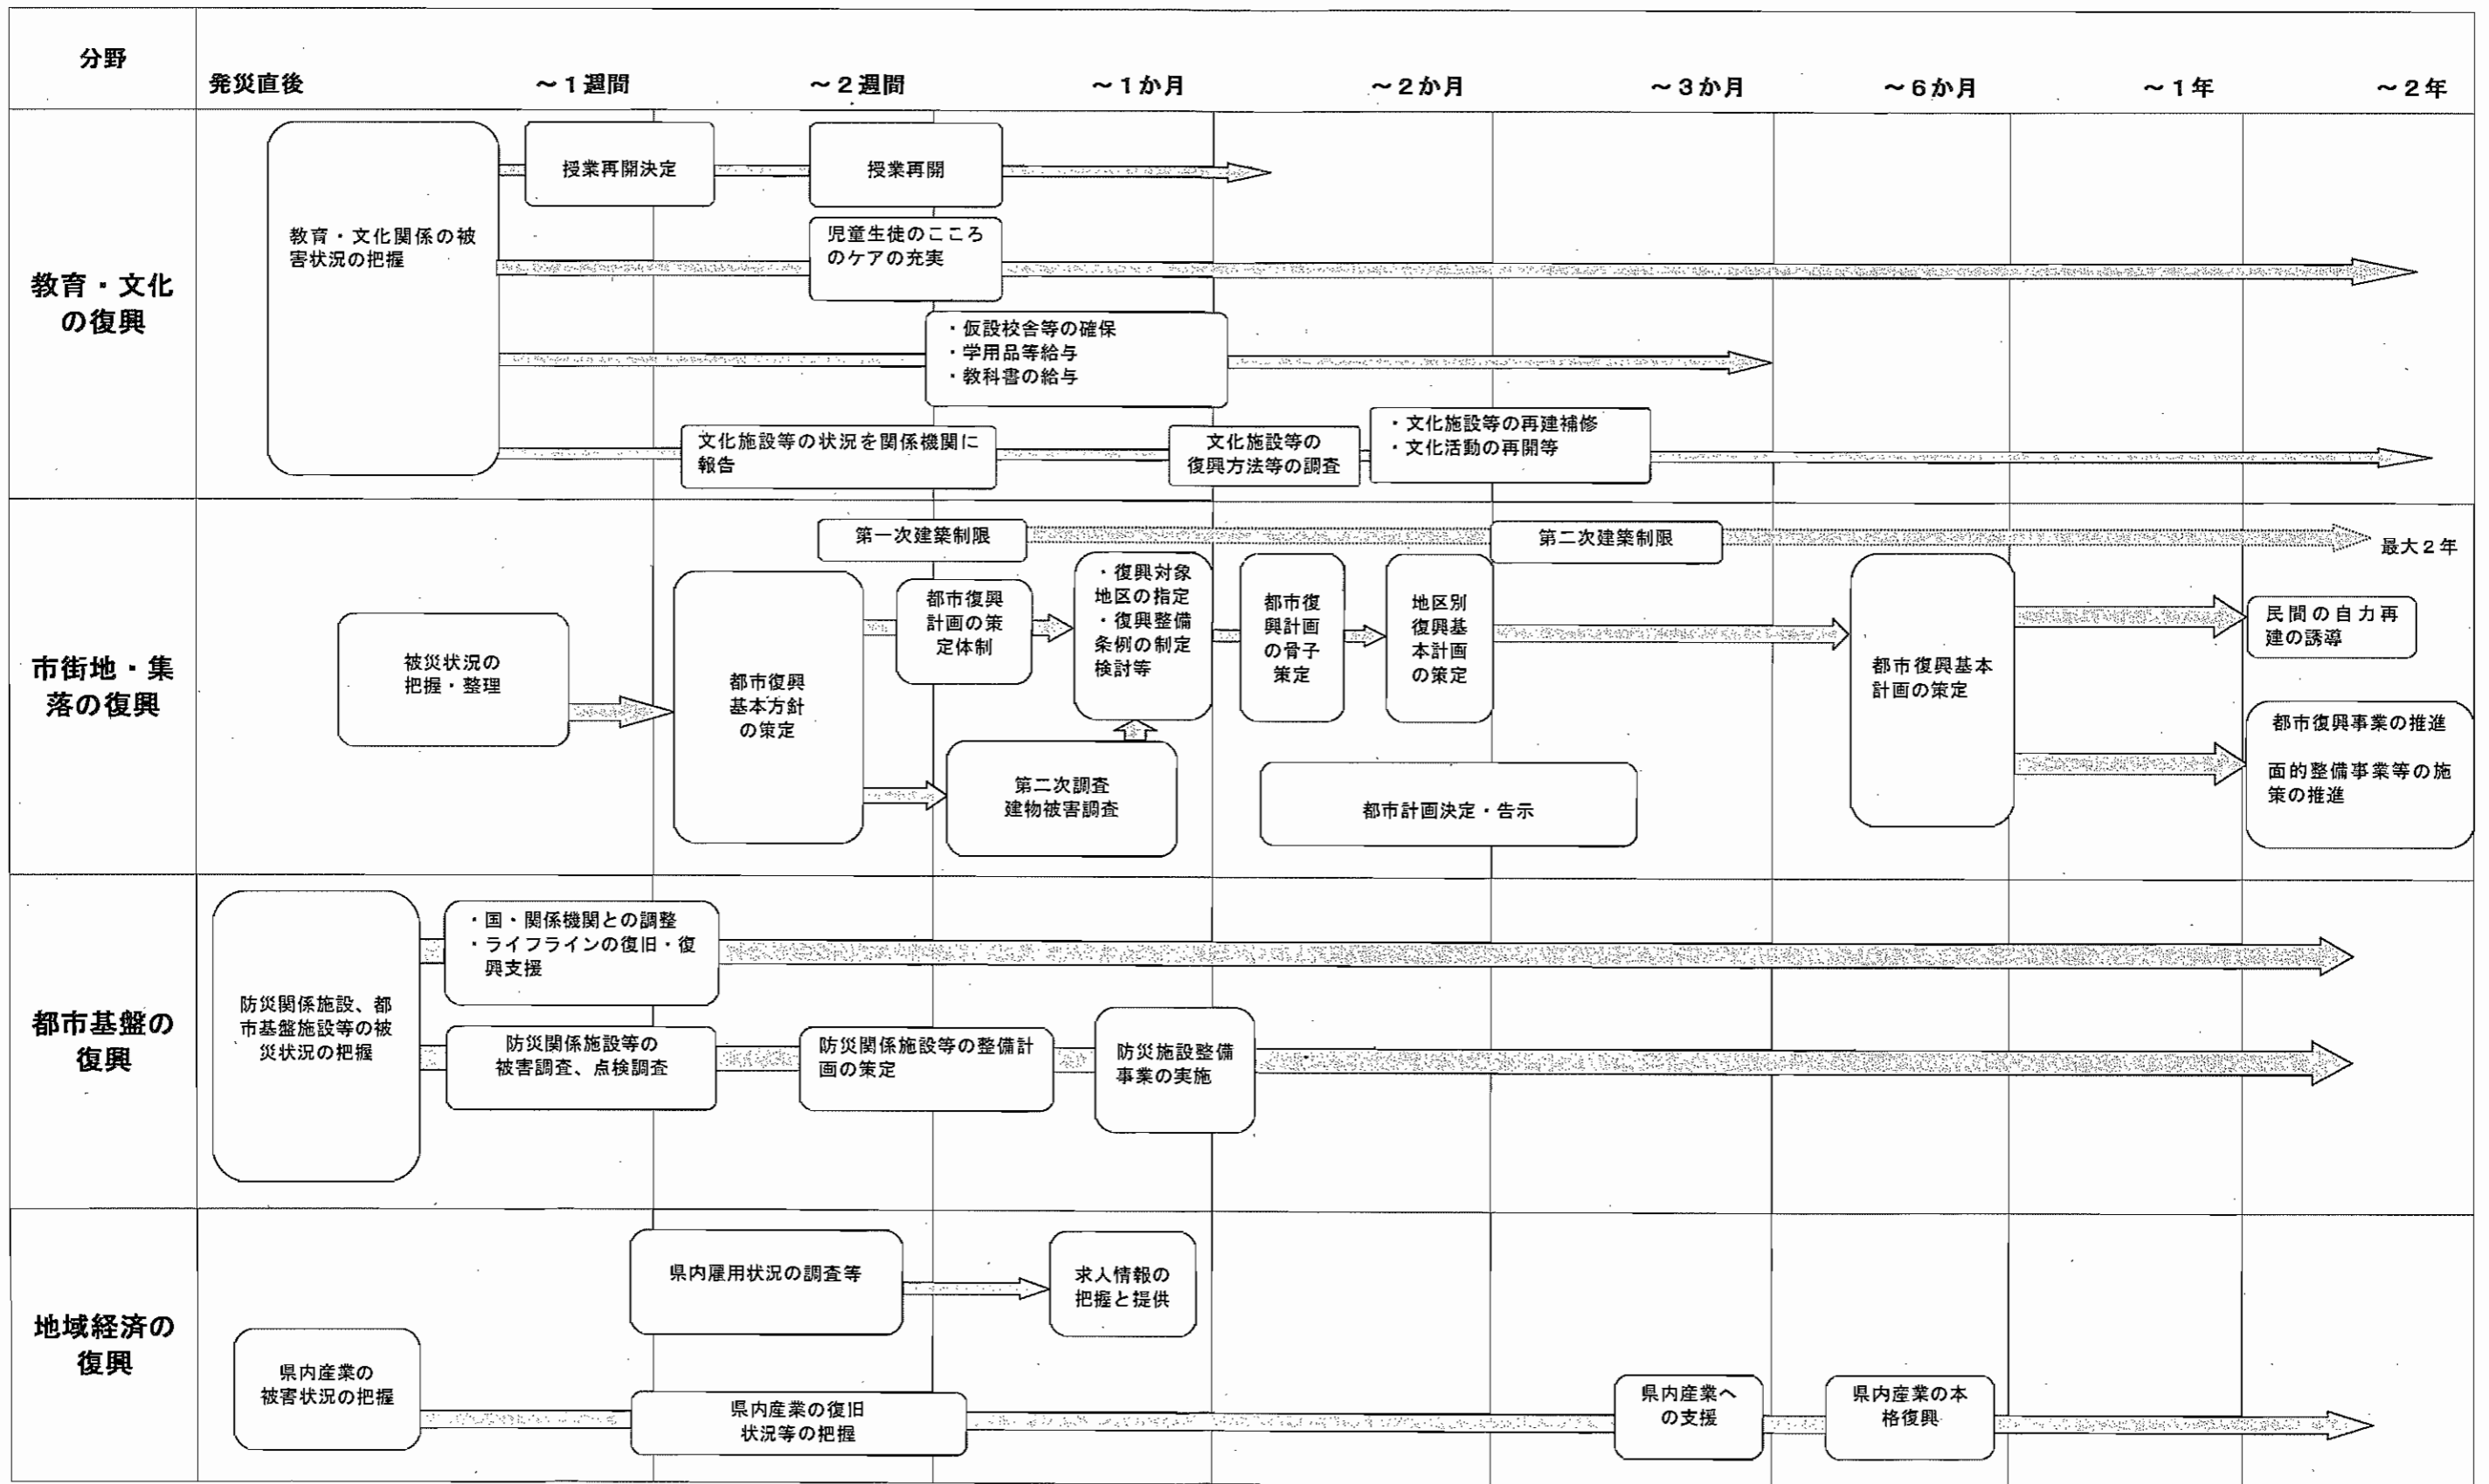 分野
発災直後
～1週間
～2週間
～1か月
～2か月
～3か月
～6か月
～1年
～2年
教育・文化
の復興
教育・文化関係の被
害状況の把握
授業再開決定
授業再開
児童生徒のこころ
のケアの充実
・仮設校舎等の確保
・学用品等給与
・教科書の給与
文化施設等の状況を関係機関に
報告
文化施設等の
復興方法等の調査
・文化施設等の再建補修
・文化活動の再開等
市街地・集
落の復興
第一次建築制限
第二次建築制限
最大2年
被災状況の
把握・整理
都市復興
基本方針
の策定
都市復興
計画の策
定体制
・復興対象
地区の指定
・復興整備
条例の制定
検討等
都市復
興計画
の骨子
策定
地区別
復興基
本計画
の策定
都市復興基本
計画の策定
民間の自力再
建の誘導
第二次調査
建物被害調査
都市計画決定・告示
都市復興事業の推進
面的整備事業等の施
策の推進
都市基盤の
復興
防災関係施設、都
市基盤施設等の被
災状況の把握
・国・関係機関との調整
・ライフラインの復旧・復
興支援
防災関係施設等の
被害調査、点検調査
防災関係施設等の整備計
画の策定
防災施設整備
事業の実施
地域経済の
復興
県内雇用状況の調査等
求人情報の
把握と提供
県内産業の
被害状況の把握
県内産業の復旧
状況等の把握
県内産業へ
の支援
県内産業の本
格復興